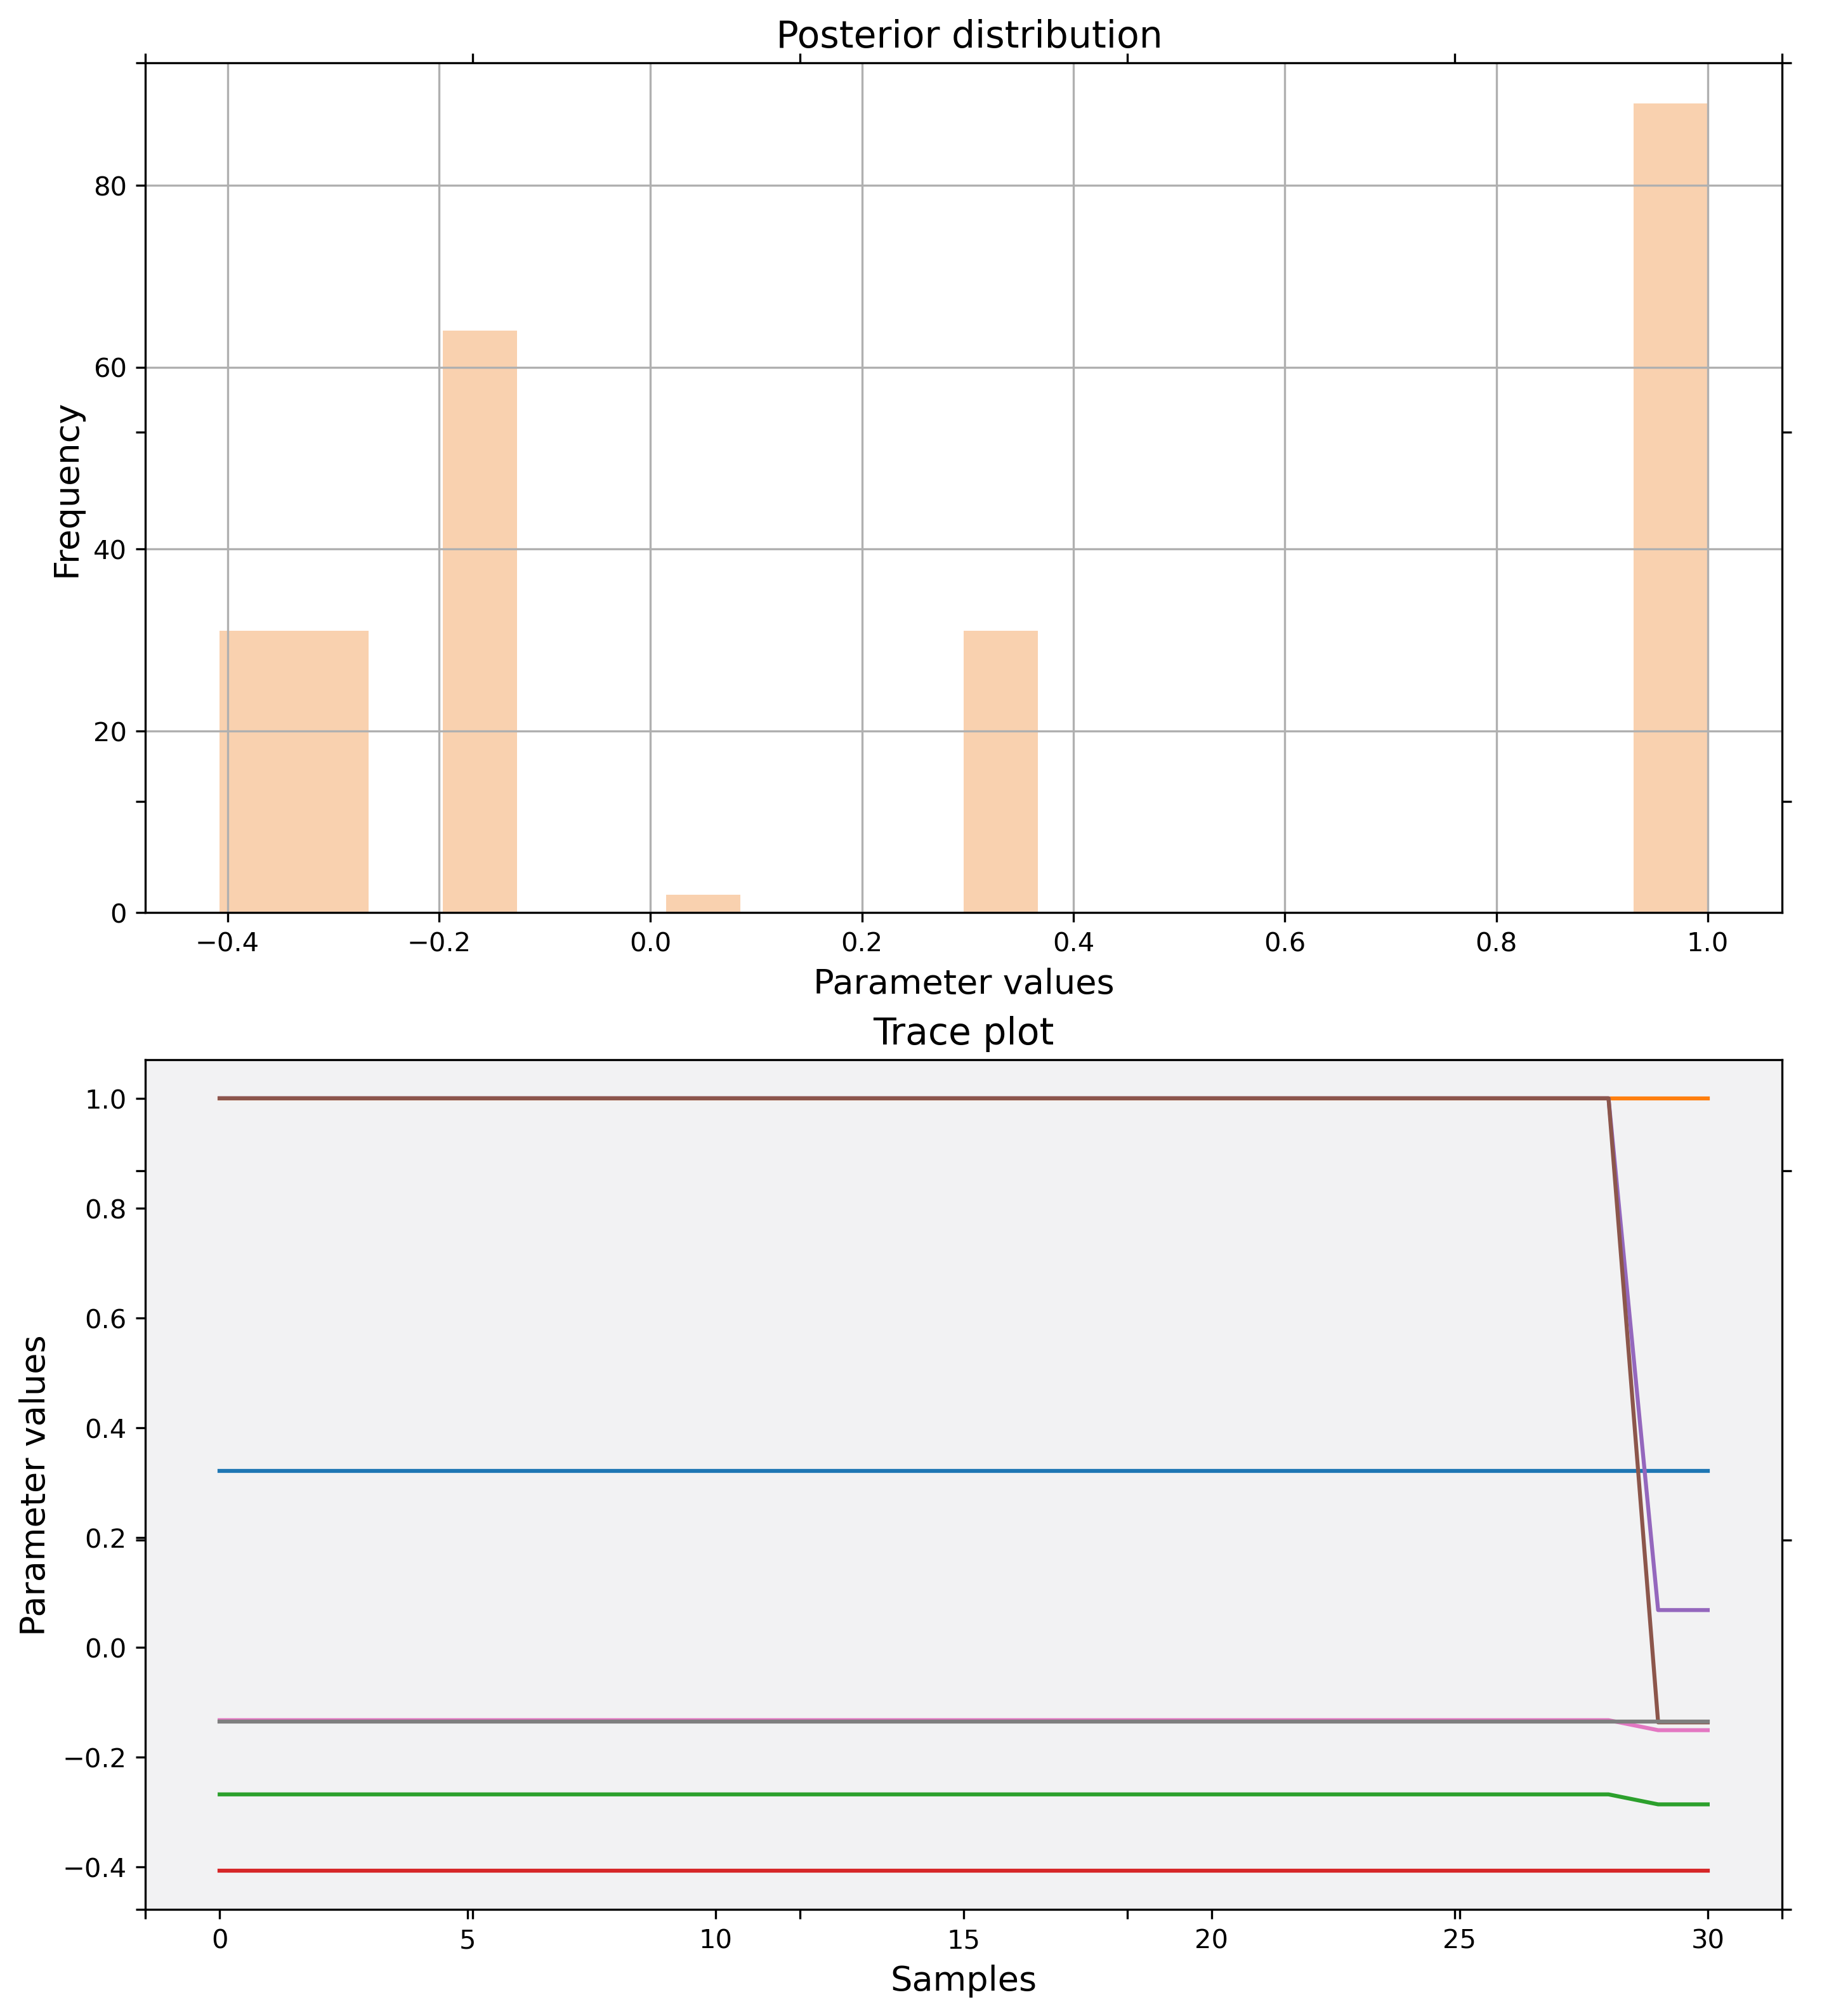 Posterior distribution
Frequency
80
60
40
20
0
−0.4 −0.2 0.0 0.2 0.4 0.6 0.8 1.0
Parameter values
Trace plot
Parameter values
1.0
0.8
0.6
0.4
0.2
0.0
−0.2
−0.4
0 5 10 15 20 25 30
Samples